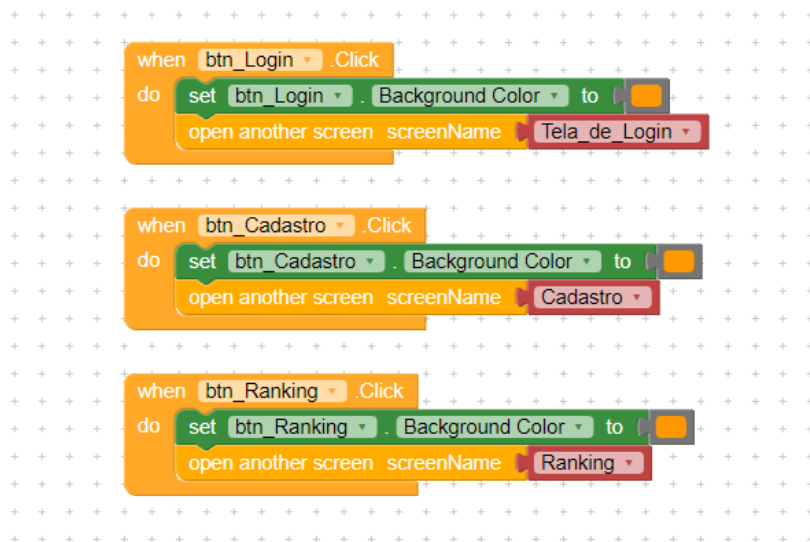 when btn_Login .Click
do set btn_Login . Background Color to
open another screen screenName Tela_de_Login
when btn_Cadastro .Click
do set btn_Cadastro . Background Color to
open another screen screenName Cadastro
when btn_Ranking .Click
do set btn_Ranking . Background Color to
open another screen screenName Ranking